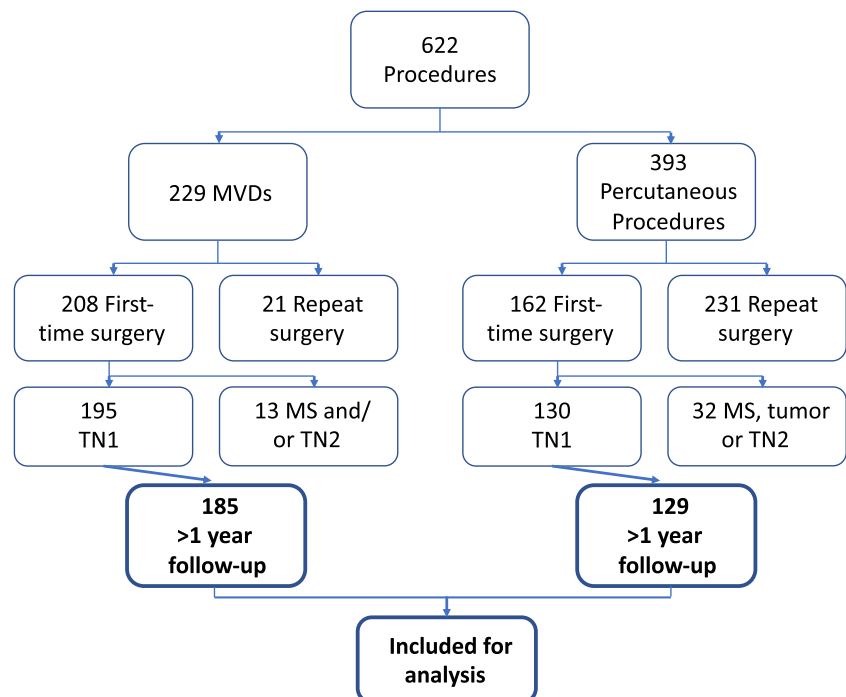 622
Procedures
229 MVDs
393
Percutaneous
Procedures
208 First-
time surgery
21 Repeat
surgery
162 First-
time surgery
231 Repeat
surgery
195
TN1
13 MS and/
or TN2
130
TN1
32 MS, tumor
or TN2
185
>1 year
follow-up
129
>1 year
follow-up
Included for
analysis